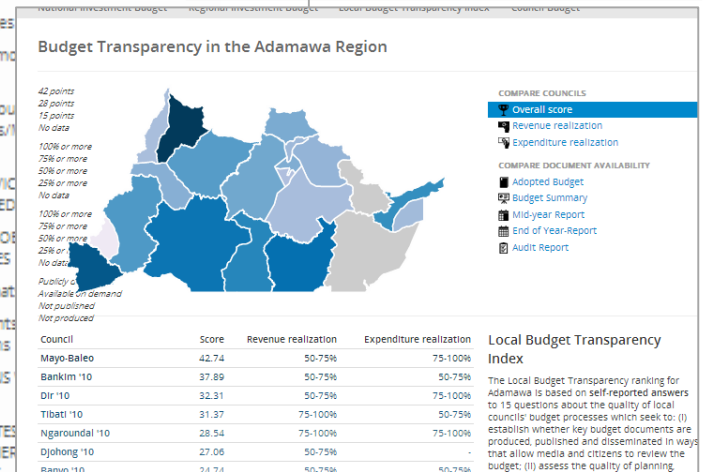 National Investment Budget Regional Investment Budget Local Budget Transparency Index Council Budget
Budget Transparency in the Adamawa Region
42 points
28 points
15 points
No data
100% or more
75% or more
50% or more
25% or more
No data
100% or more
75% or more
50% or more
25% or
No data
Publicly
Available on demand
Not published
Not produced
COMPARE COUNCILS
Overall score
Revenue realization
Expenditure realization
COMPARE DOCUMENT AVAILABILITY
Adopted Budget
Budget Summary
Mid-year Report
End of Year-Report
Audit Report
Council Score Revenue realization Expenditure realization
Mayo-Baleo 42.74 50-75% 75-100%
Bankim '10 37.89 50-75% 50-75%
Dir '10 32.31 50-75% 75-100%
Tibati '10 31.37 75-100% 50-75%
Ngaroundal '10 28.54 75-100% 75-100%
Djohong '10 27.06 50-75% -
Banyo '10 24.74 50-75% 50-75%
Local Budget Transparency
Index
The Local Budget Transparency ranking for
Adamawa is based on self-reported answers
to 15 questions about the quality of local
councils' budget processes which seek to: (i)
establish whether key budget documents are
produced, published and disseminated in ways
that allow media and citizens to review the
budget; (ii) assess the quality of planning,